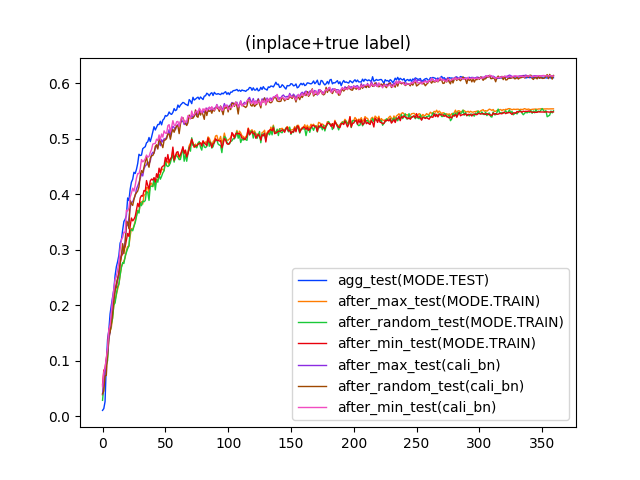 (inplace+true label)
0.6
0.5
0.4
0.3
0.2
0.1
0.0
agg_test(MODE.TEST)
after_max_test(MODE.TRAIN)
after_random_test(MODE.TRAIN)
after_min_test(MODE.TRAIN)
after_max_test(cali_bn)
after_random_test(cali_bn)
after_min_test(cali_bn)
0 50 100 150 200 250 300 350